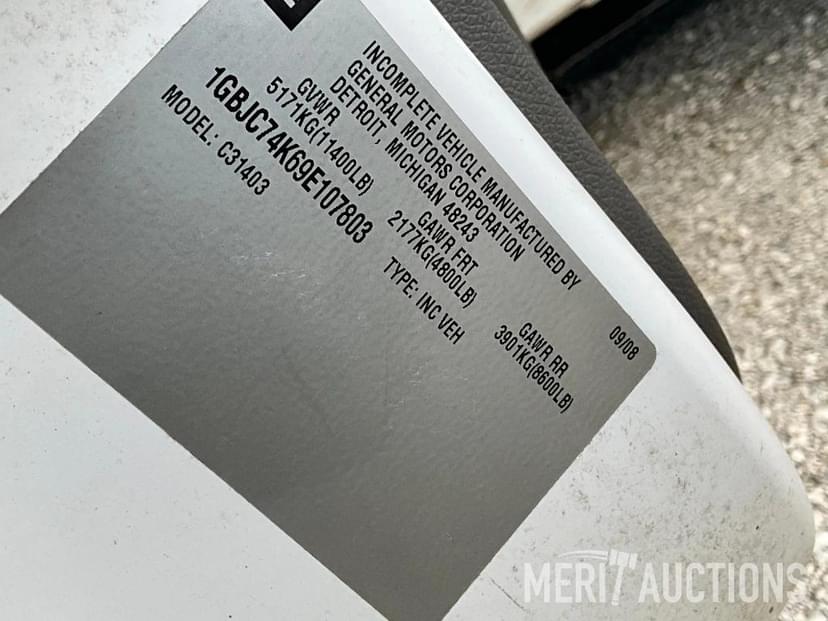 INCOMPLETE VEHICLE MANUFACTURED BY
GENERAL MOTORS CORPORATION
DETROIT, MICHIGAN 48243
09/08
GVWR
5171KG(11400LB)
GAWR FRT
2177KG(4800LB)
GAWR RR
3901KG(8600LB)
1GBJC74K69E107803
TYPE: INC VEH
MODEL: C31403
MERIT AUCTIONS